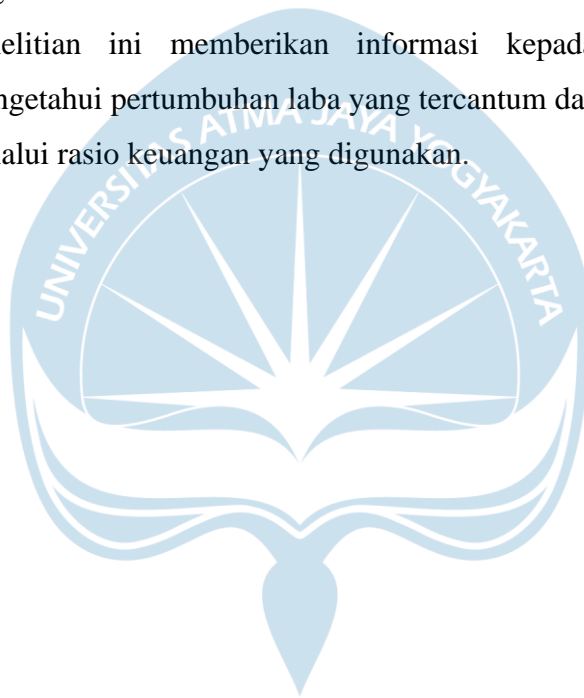 elitian ini memberikan informasi kepada
ngetahui pertumbuhan laba yang tercantum da
alui rasio keuangan yang digunakan.
UNIVERSITAS ATMA JAYA YOGYAKARTA